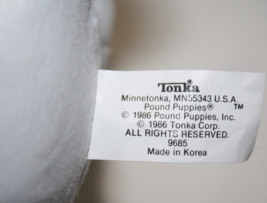 Tonka
Minnetonka, MN55343 U.S.A.
Pound Puppies® ™
© 1986 Pound Puppies, Inc.
© 1986 Tonka Corp.
ALL RIGHTS RESERVED.
9685
Made in Korea